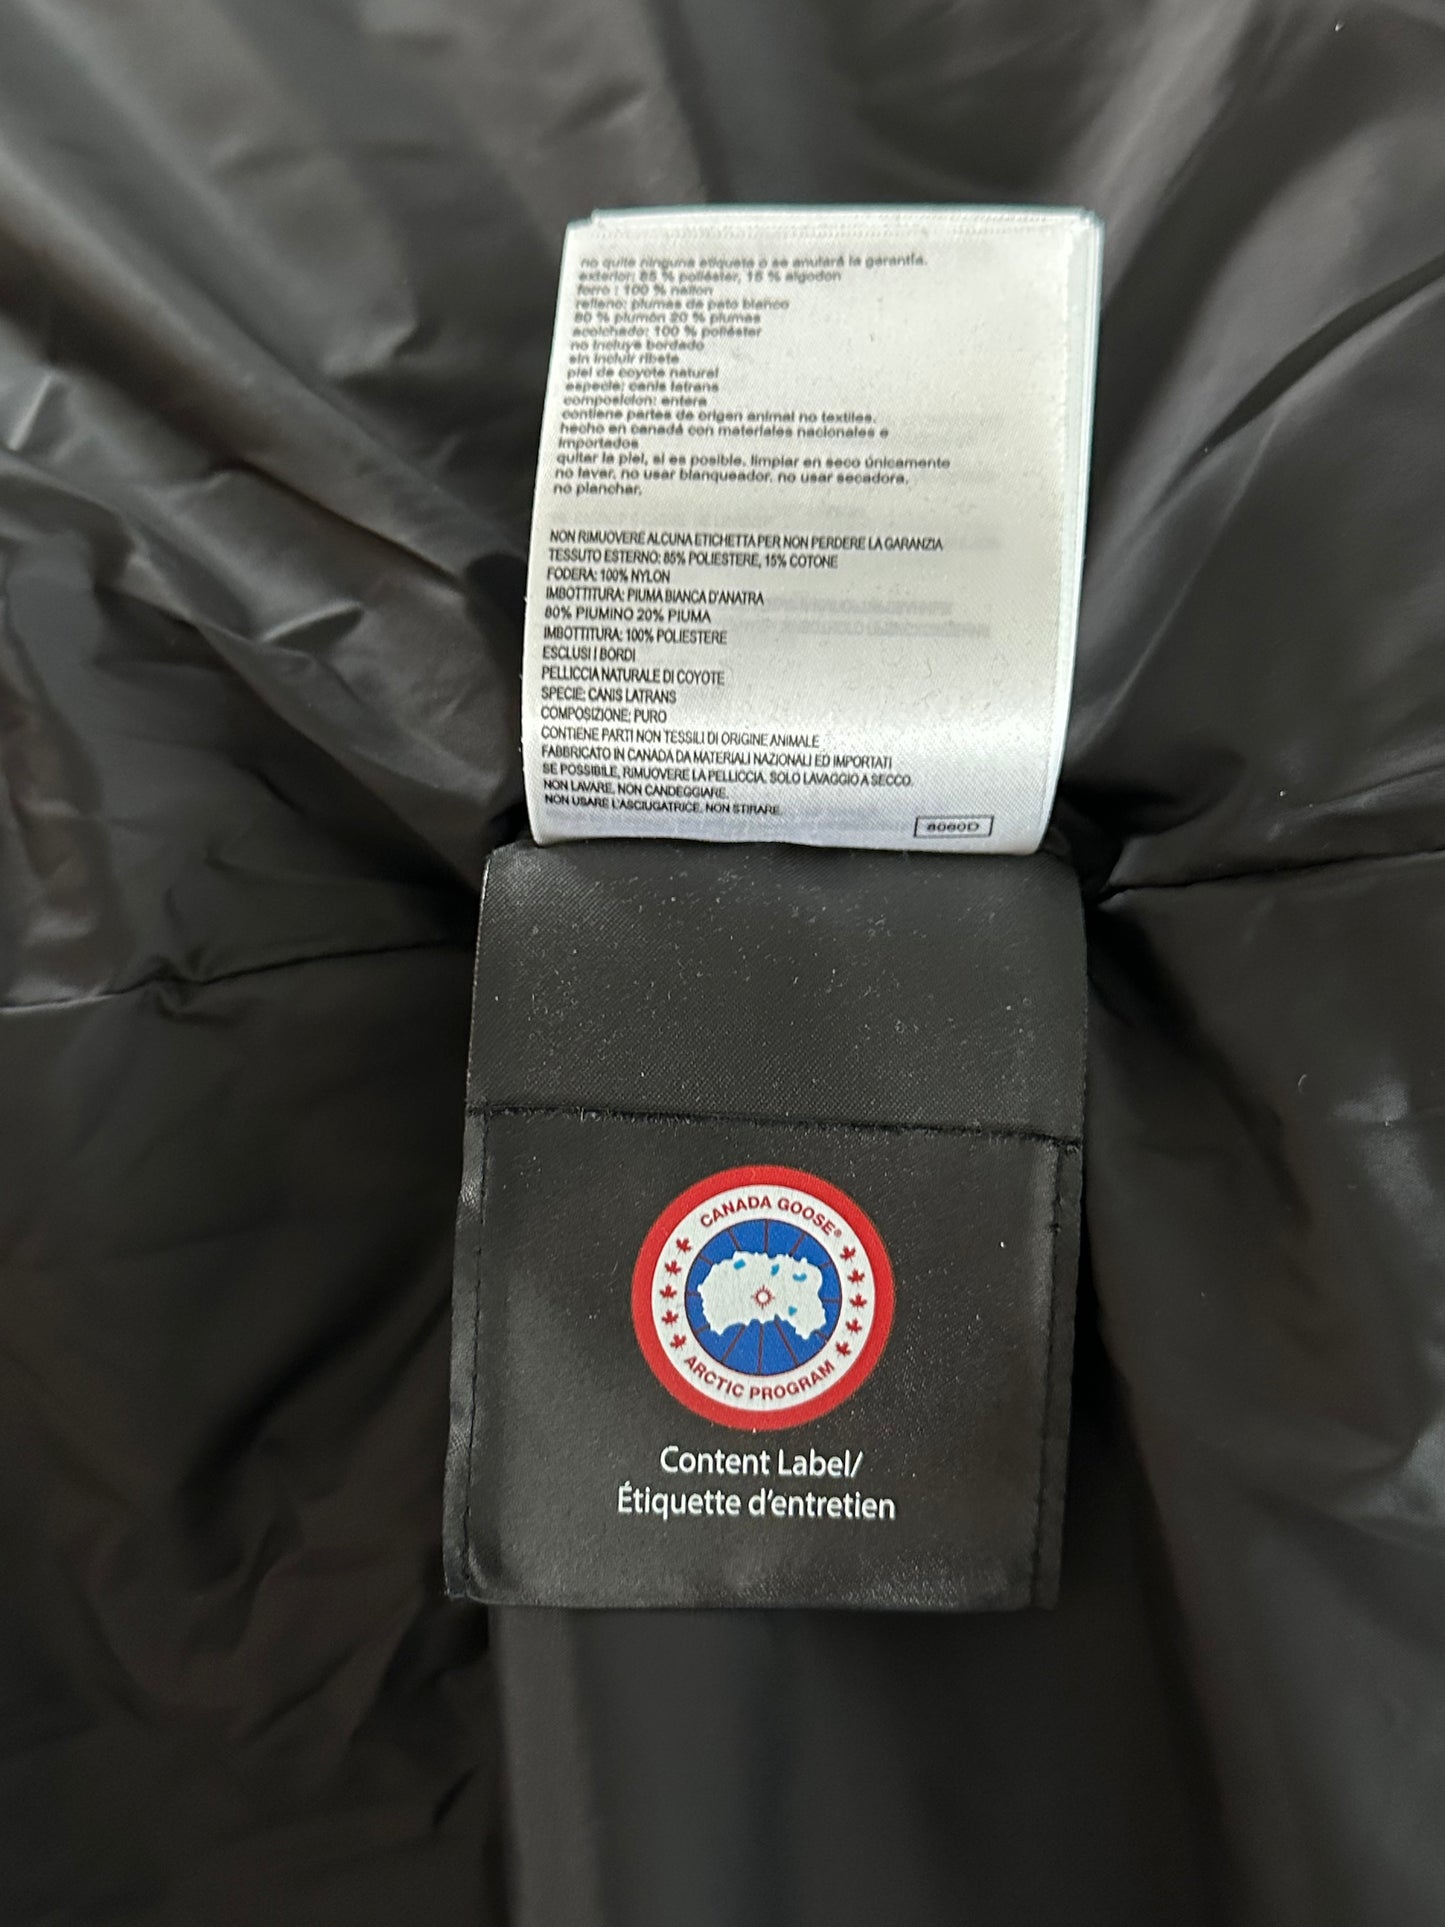 no quite ninguna etiqueta o se anulará la garantía.
exterior: 85 % poliéster, 15 % algodon
forro : 100 % nailon
relleno: plumas de pato blanco
80 % plumón 20 % plumas
acolchado: 100 % poliéster
no incluye bordado
sin incluir ribete
piel de coyote natural
especie: canis latrans
composicion: entera
contiene partes de origen animal no textiles.
hecho en canadá con materiales nacionales e
importados
quitar la piel, si es posible. limpiar en seco únicamente
no lavar. no usar blanqueador. no usar secadora.
no planchar.
NON RIMUOVERE ALCUNA ETICHETTA PER NON PERDERE LA GARANZIA
TESSUTO ESTERNO: 85% POLIESTERE, 15% COTONE
FODERA: 100% NYLON
IMBOTTITURA: PIUMA BIANCA D'ANATRA
80% PIUMINO 20% PIUMA
IMBOTTITURA: 100% POLIESTERE
ESCLUSI I BORDI
PELLICCIA NATURALE DI COYOTE
SPECIE: CANIS LATRANS
COMPOSIZIONE: PURO
CONTIENE PARTI NON TESSILI DI ORIGINE ANIMALE
FABBRICATO IN CANADA DA MATERIALI NAZIONALI ED IMPORTATI
SE POSSIBILE, RIMUOVERE LA PELLICCIA. SOLO LAVAGGIO A SECCO.
NON LAVARE, NON CANDEGGIARE.
NON USARE L'ASCIUGATRICE. NON STIRARE.
8060D
CANADA GOOSE®
ARCTIC PROGRAM
Content Label/
Étiquette d'entretien